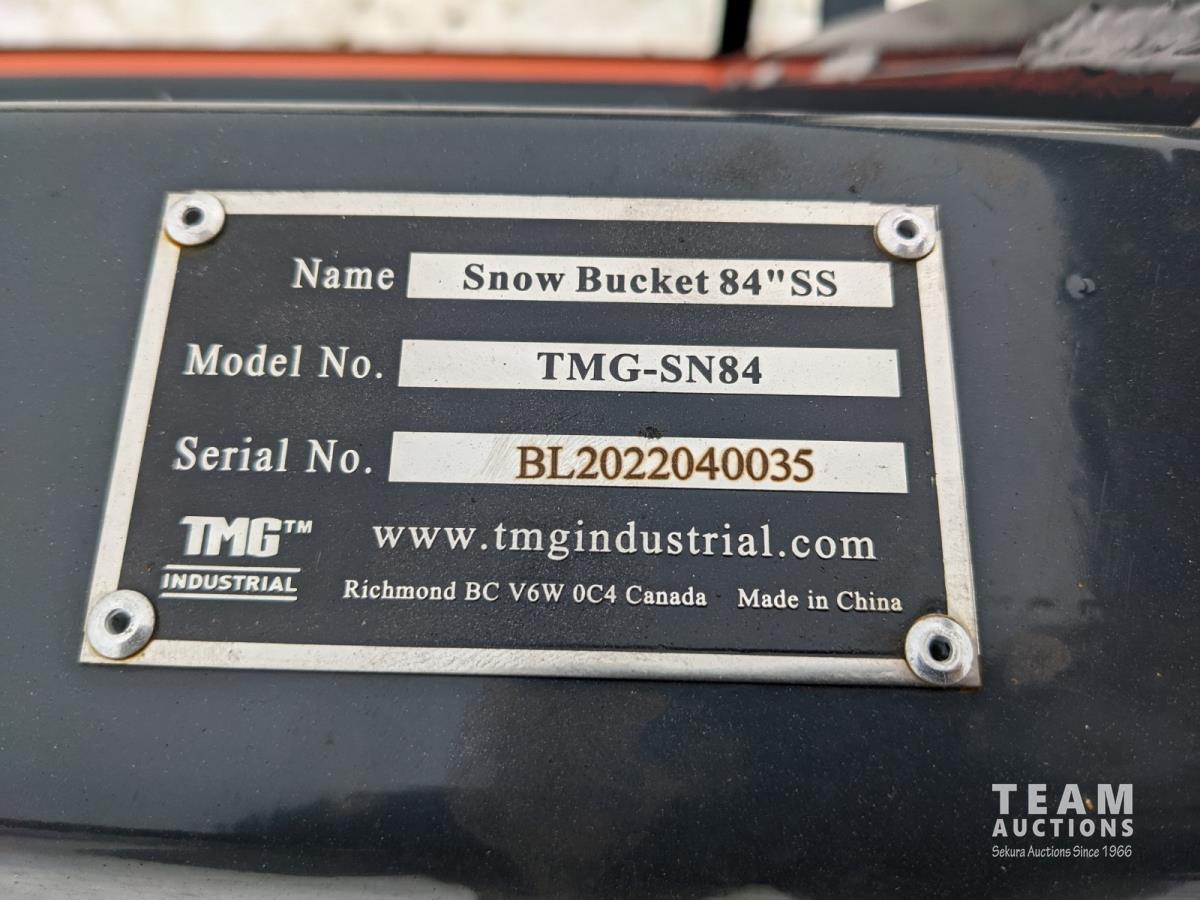 Name Snow Bucket 84"SS
Model No. TMG-SN84
Serial No. BL2022040035
TMG™
INDUSTRIAL
www.tmgindustrial.com
Richmond BC V6W 0C4 Canada Made in China
TEAM
AUCTIONS
Sekura Auctions Since 1966